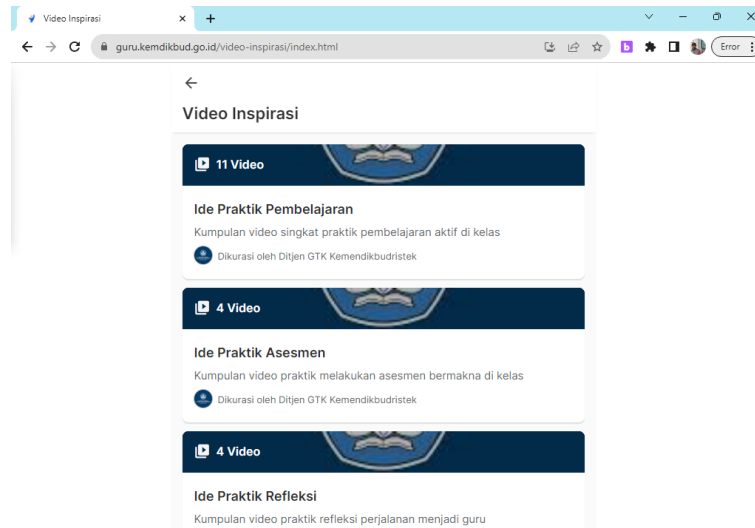 Video Inspirasi
guru.kemdikbud.go.id/video-inspirasi/index.html
b
Error
Video Inspirasi
11 Video
Ide Praktik Pembelajaran
Kumpulan video singkat praktik pembelajaran aktif di kelas
Dikurasi oleh Ditjen GTK Kemendikbudristek
4 Video
Ide Praktik Asesmen
Kumpulan video praktik melakukan asesmen bermakna di kelas
Dikurasi oleh Ditjen GTK Kemendikbudristek
4 Video
Ide Praktik Refleksi
Kumpulan video praktik refleksi perjalanan menjadi guru